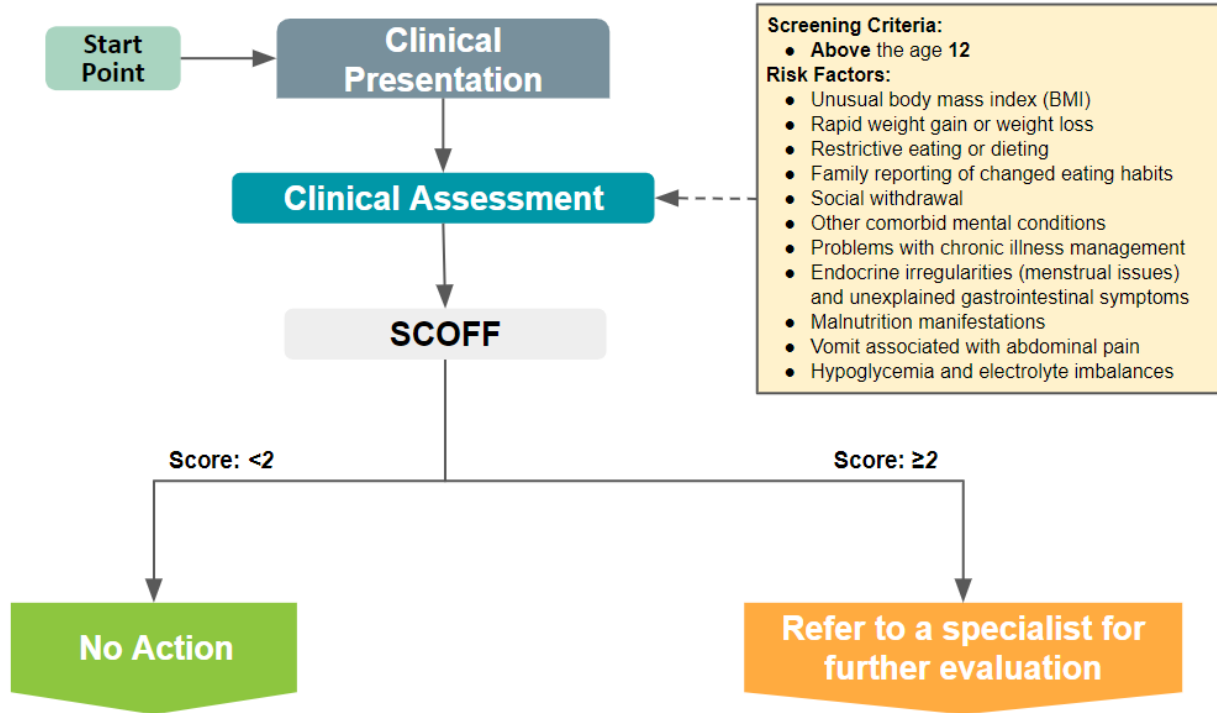 Start
Point
Clinical
Presentation
Screening Criteria:
● Above the age 12
Risk Factors:
● Unusual body mass index (BMI)
● Rapid weight gain or weight loss
● Restrictive eating or dieting
● Family reporting of changed eating habits
● Social withdrawal
● Other comorbid mental conditions
● Problems with chronic illness management
● Endocrine irregularities (menstrual issues)
and unexplained gastrointestinal symptoms
● Malnutrition manifestations
● Vomit associated with abdominal pain
● Hypoglycemia and electrolyte imbalances
Clinical Assessment
SCOFF
Score: <2
Score: ≥2
No Action
Refer to a specialist for
further evaluation